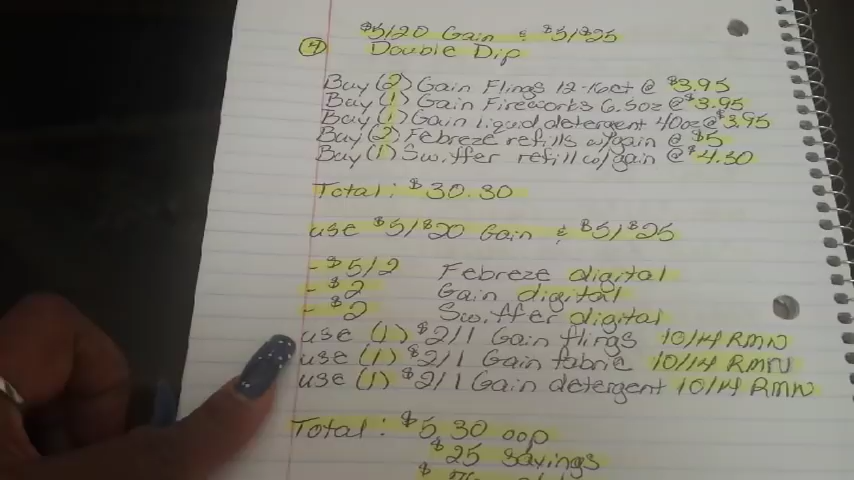 $5/20 Gain & $5/$25
4 Double Dip
Buy (2) Gain Flings 12-16ct @ $3.95
Buy (1) Gain Fireworks 6.5oz @ $3.95
Buy (1) Gain liquid detergent 40oz @ $3.95
Buy (2) Febreze refills w/gain @ $5
Buy (1) Swiffer refill w/gain @ $4.50
Total: $30.30
use $5/$20 Gain & $5/$25
- $5/2 Febreze digital
- $2 Gain digital
- $2 Swiffer digital
use (1) $2/1 Gain flings 10/14 RMN
use (1) $2/1 Gain fabric 10/14 RMN
use (1) $2/1 Gain detergent 10/14 RMN
Total: $5.30 oop
$25 savings
$